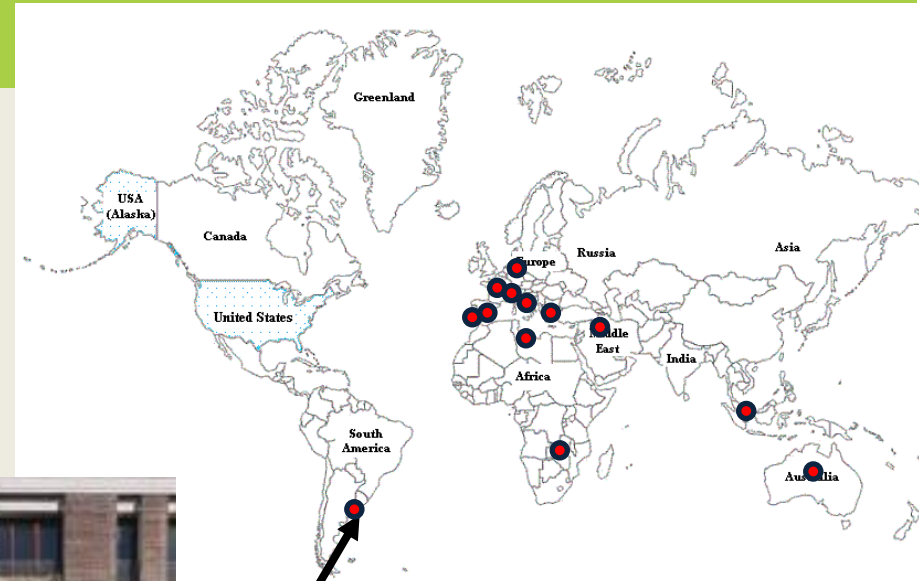 Greenland
USA
(Alaska)
Canada
Europe
Russia
Asia
United States
Middle
East
India
Africa
South
America
Australia